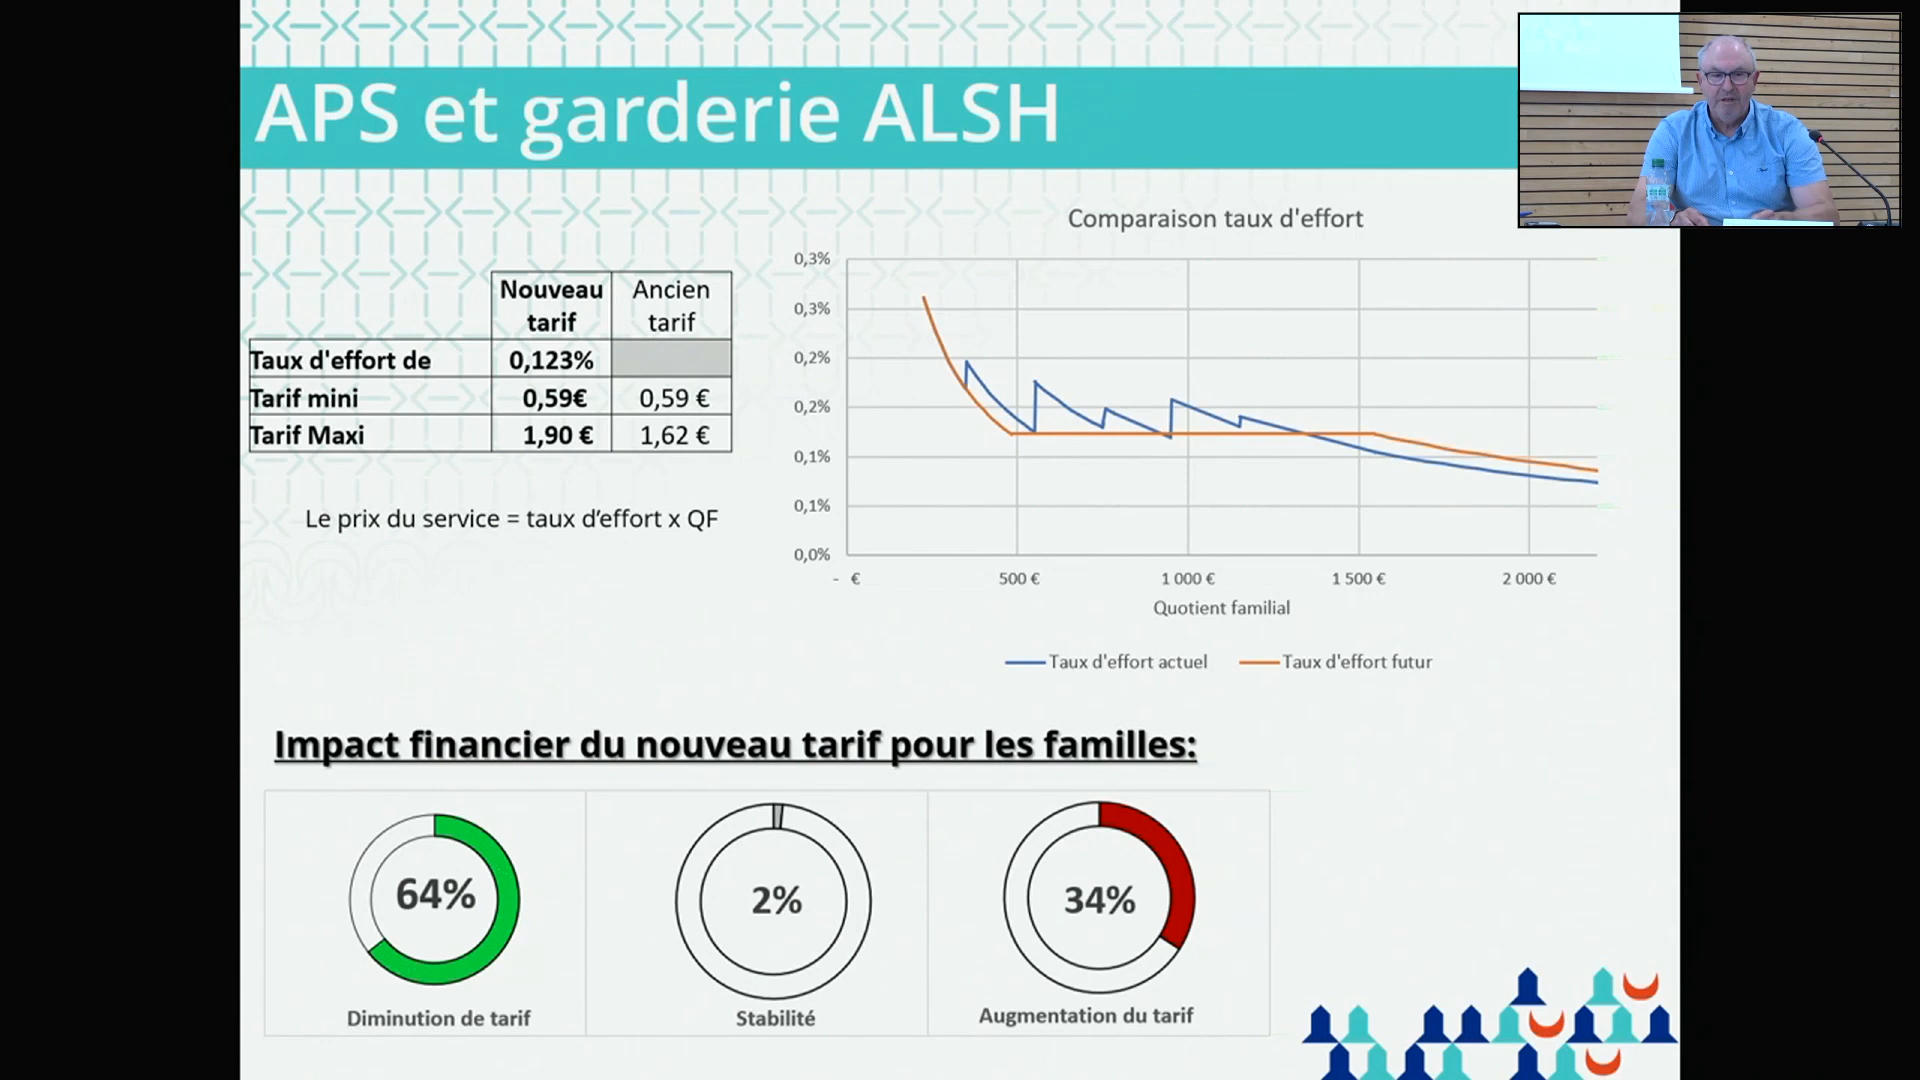 APS et garderie ALSH
Nouveau tarif
Ancien tarif
Taux d'effort de 0,123%
Tarif mini 0,59€ 0,59 €
Tarif Maxi 1,90 € 1,62 €
Le prix du service = taux d’effort x QF
Comparaison taux d'effort
0,3%
0,3%
0,2%
0,2%
0,1%
0,1%
0,0%
- € 500 € 1 000 € 1 500 € 2 000 €
Quotient familial
Taux d'effort actuel Taux d'effort futur
Impact financier du nouveau tarif pour les familles:
64% 2% 34%
Diminution de tarif Stabilité Augmentation du tarif